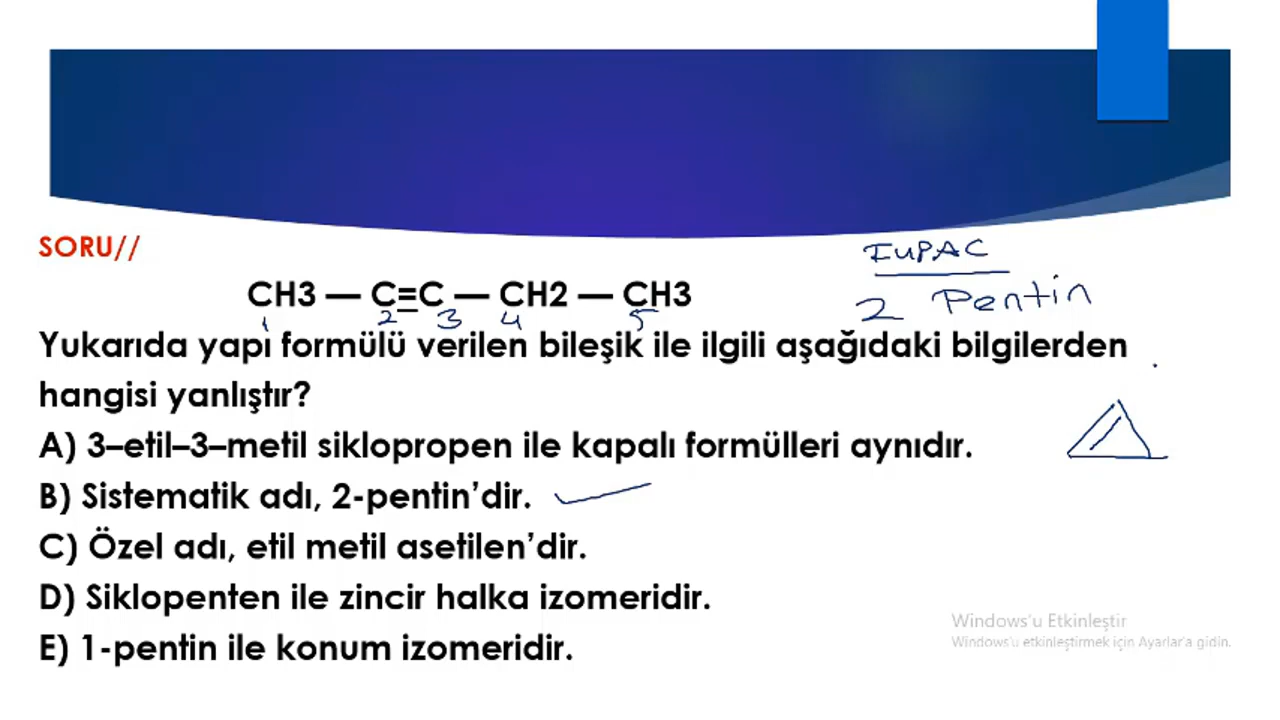 SORU//
IUPAC
CH3 — C≡C — CH2 — CH3
2 Pentin
1 2 3 4 5
Yukarıda yapı formülü verilen bileşik ile ilgili aşağıdaki bilgilerden
hangisi yanlıştır?
A) 3–etil–3–metil siklopropen ile kapalı formülleri aynıdır.
B) Sistematik adı, 2-pentin’dir.
C) Özel adı, etil metil asetilen’dir.
D) Siklopenten ile zincir halka izomeridir.
E) 1-pentin ile konum izomeridir.
Windows'u Etkinleştir
Windows'u etkinleştirmek için Ayarlar'a gidin.